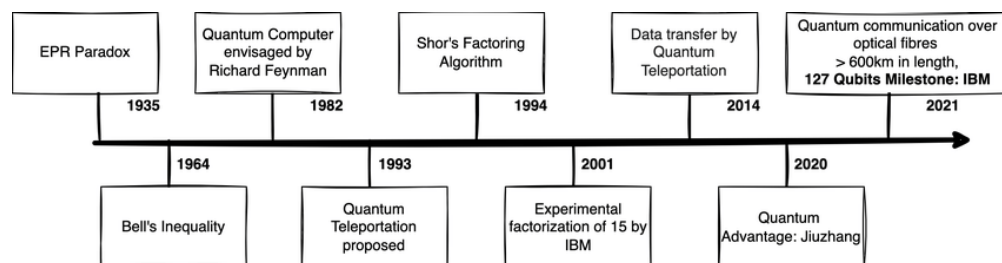 EPR Paradox
1935
Quantum Computer
envisaged by
Richard Feynman
1982
Shor's Factoring
Algorithm
1994
Data transfer by
Quantum
Teleportation
2014
Quantum communication over
optical fibres
> 600km in length,
127 Qubits Milestone: IBM
2021
1964
Bell's Inequality
1993
Quantum
Teleportation
proposed
2001
Experimental
factorization of 15 by
IBM
2020
Quantum
Advantage: Jiuzhang